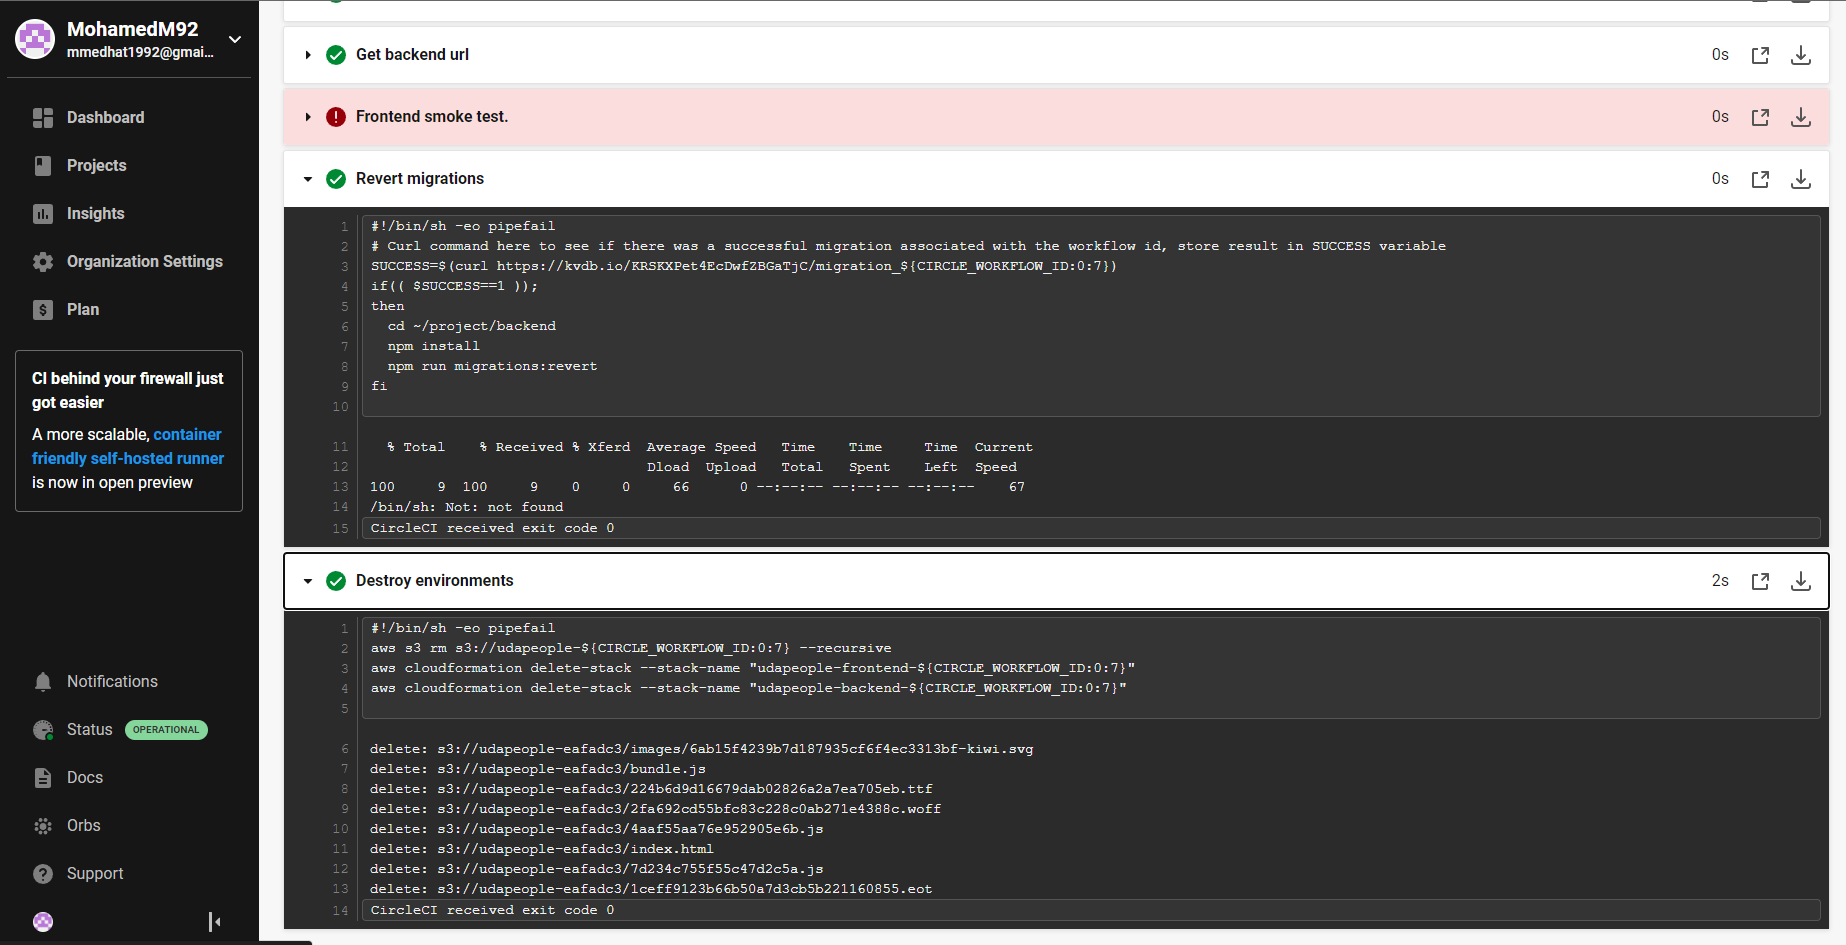 MohamedM92
mmedhat1992@gmai...
Dashboard
Projects
Insights
Organization Settings
Plan
CI behind your firewall just
got easier
A more scalable, container
friendly self-hosted runner
is now in open preview
Notifications
Status OPERATIONAL
Docs
Orbs
Support
Get backend url 0s
Frontend smoke test. 0s
Revert migrations 0s
1 #!/bin/sh -eo pipefail
2 # Curl command here to see if there was a successful migration associated with the workflow id, store result in SUCCESS variable
3 SUCCESS=$(curl https://kvdb.io/KRSKXPet4EcDwfZBGaTjC/migration_${CIRCLE_WORKFLOW_ID:0:7})
4 if(( $SUCCESS==1 ));
5 then
6 cd ~/project/backend
7 npm install
8 npm run migrations:revert
9 fi
10
11 % Total % Received % Xferd Average Speed Time Time Time Current
12 Dload Upload Total Spent Left Speed
13 100 9 100 9 0 0 66 0 --:--:-- --:--:-- --:--:-- 67
14 /bin/sh: Not: not found
15 CircleCI received exit code 0
Destroy environments 2s
1 #!/bin/sh -eo pipefail
2 aws s3 rm s3://udapeople-${CIRCLE_WORKFLOW_ID:0:7} --recursive
3 aws cloudformation delete-stack --stack-name "udapeople-frontend-${CIRCLE_WORKFLOW_ID:0:7}"
4 aws cloudformation delete-stack --stack-name "udapeople-backend-${CIRCLE_WORKFLOW_ID:0:7}"
5
6 delete: s3://udapeople-eafadc3/images/6ab15f4239b7d187935cf6f4ec3313bf-kiwi.svg
7 delete: s3://udapeople-eafadc3/bundle.js
8 delete: s3://udapeople-eafadc3/224b6d9d16679dab02826a2a7ea705eb.ttf
9 delete: s3://udapeople-eafadc3/2fa692cd55bfc83c228c0ab271e4388c.woff
10 delete: s3://udapeople-eafadc3/4aaf55aa76e952905e6b.js
11 delete: s3://udapeople-eafadc3/index.html
12 delete: s3://udapeople-eafadc3/7d234c755f55c47d2c5a.js
13 delete: s3://udapeople-eafadc3/1ceff9123b66b50a7d3cb5b221160855.eot
14 CircleCI received exit code 0